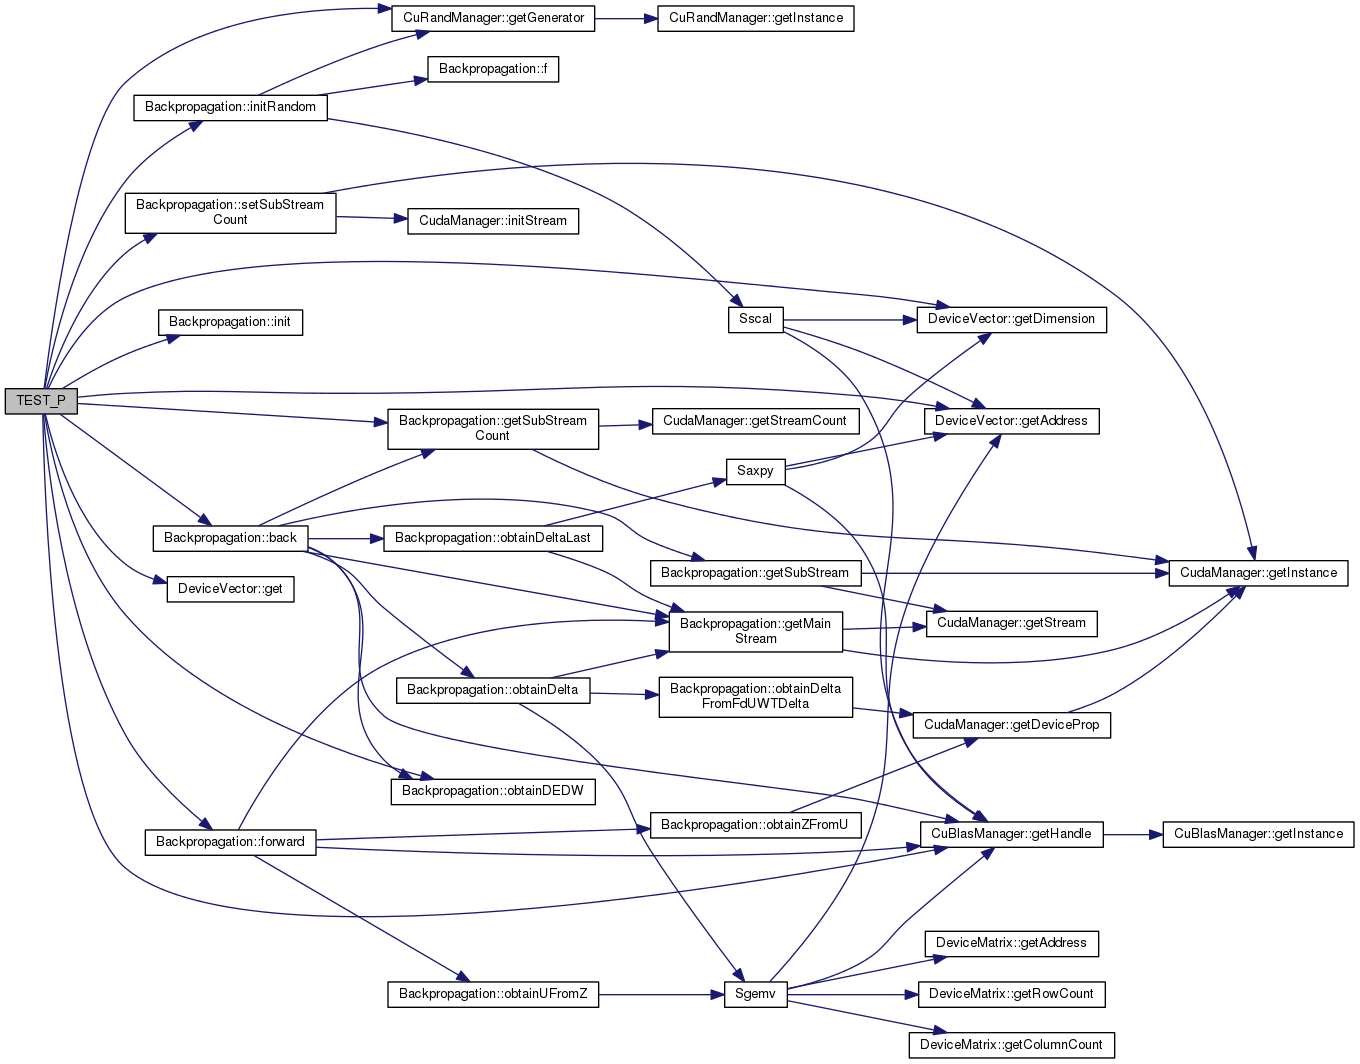 CuRandManager::getGenerator
CuRandManager::getInstance
Backpropagation::f
Backpropagation::initRandom
Backpropagation::setSubStream
Count
CudaManager::initStream
Backpropagation::init
Sscal
DeviceVector::getDimension
TEST_P
Backpropagation::getSubStream
Count
CudaManager::getStreamCount
DeviceVector::getAddress
Saxpy
Backpropagation::back
Backpropagation::obtainDeltaLast
Backpropagation::getSubStream
CudaManager::getInstance
DeviceVector::get
Backpropagation::getMain
Stream
CudaManager::getStream
Backpropagation::obtainDelta
Backpropagation::obtainDelta
FromFdUWTDelta
CudaManager::getDeviceProp
Backpropagation::obtainDEDW
Backpropagation::forward
Backpropagation::obtainZFromU
CuBlasManager::getHandle
CuBlasManager::getInstance
DeviceMatrix::getAddress
Backpropagation::obtainUFromZ
Sgemv
DeviceMatrix::getRowCount
DeviceMatrix::getColumnCount